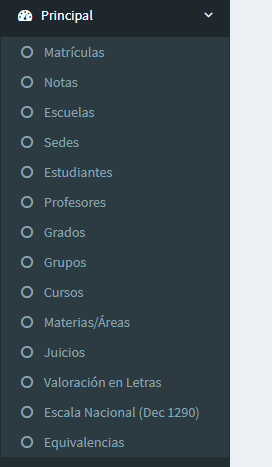 Principal
Matrículas
Notas
Escuelas
Sedes
Estudiantes
Profesores
Grados
Grupos
Cursos
Materias/Áreas
Juicios
Valoración en Letras
Escala Nacional (Dec 1290)
Equivalencias